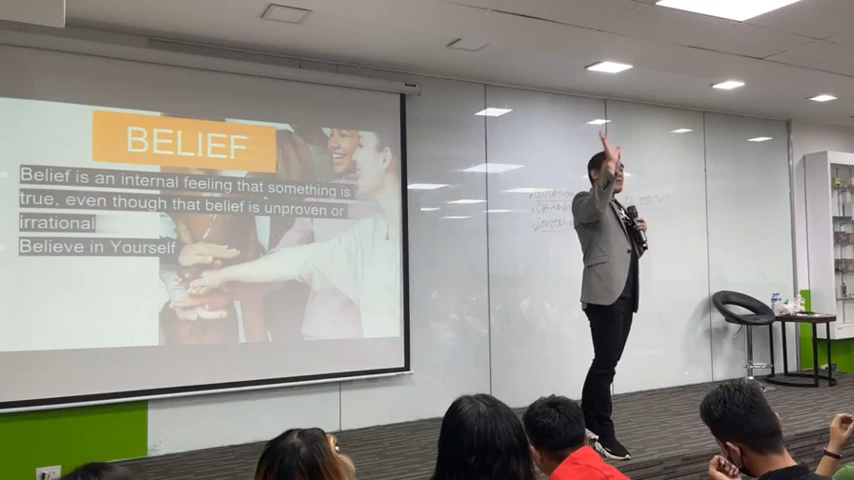 BELIEF
Belief is an internal feeling that something is
true, even though that belief is unproven or
irrational
Believe in Yourself